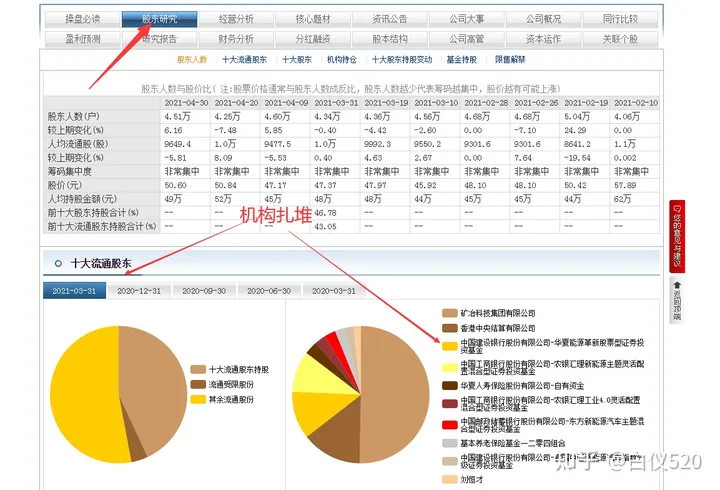 操盘必读 股东研究 经营分析 核心题材 资讯公告 公司大事 公司概况 同行比较
盈利预测 研究报告 财务分析 分红融资 股本结构 公司高管 资本运作 关联个股
股东人数 十大流通股东 十大股东 机构持仓 十大股东持股变动 基金持股 限售解禁
股东人数与股价比( 注:股票价格通常与股东人数成反比,股东人数越少代表筹码越集中,股价越有可能上涨)
2021-04-30 2021-04-20 2021-04-09 2021-03-31 2021-03-19 2021-03-10 2021-02-28 2021-02-26 2021-02-19 2021-02-10
股东人数(户) 4.51万 4.25万 4.60万 4.34万 4.36万 4.56万 4.68万 4.68万 5.04万 4.06万
较上期变化(%) 6.16 -7.48 5.85 -0.40 -4.42 -2.60 0.00 -7.10 24.29 0.00
人均流通股(股) 9649.4 1.0万 9477.5 1.0万 9992.3 9550.2 9301.6 9301.6 8641.2 1.1万
较上期变化(%) -5.81 8.09 -5.53 0.40 4.63 2.67 0.00 7.64 -19.54 0.002
筹码集中度 非常集中 非常集中 非常集中 非常集中 非常集中 非常集中 非常集中 非常集中 非常集中 非常集中
股价(元) 50.60 50.84 47.17 47.37 47.97 45.92 48.10 48.10 50.42 57.89
人均持股金额(元) 49万 52万 45万 48万 48万 44万 45万 45万 44万 62万
前十大股东持股合计(%) -- -- -- 46.78 -- -- -- -- -- --
前十大流通股东持股合计(%) -- -- -- 43.05 -- -- -- -- -- --
机构扎堆
十大流通股东
2021-03-31 2020-12-31 2020-09-30 2020-06-30 2020-03-31
十大流通股东持股
流通受限股份
其余流通股份
矿冶科技集团有限公司
香港中央结算有限公司
中国建设银行股份有限公司-华夏能源革新股票型证券投
资基金
中国工商银行股份有限公司-农银汇理新能源主题灵活配
置混合型证券投资基金
华夏人寿保险股份有限公司-自有资金
中国工商银行股份有限公司-农银汇理工业4.0灵活配置
混合型证券投资基金
中国邮政储蓄银行股份有限公司-东方新能源汽车主题混
合型证券投资基金
基本养老保险基金一二零四组合
中国建设银行股份有限公司-
级证券投资基金
刘恒才
您的意见与建议
返回顶端
知乎 @白仪520